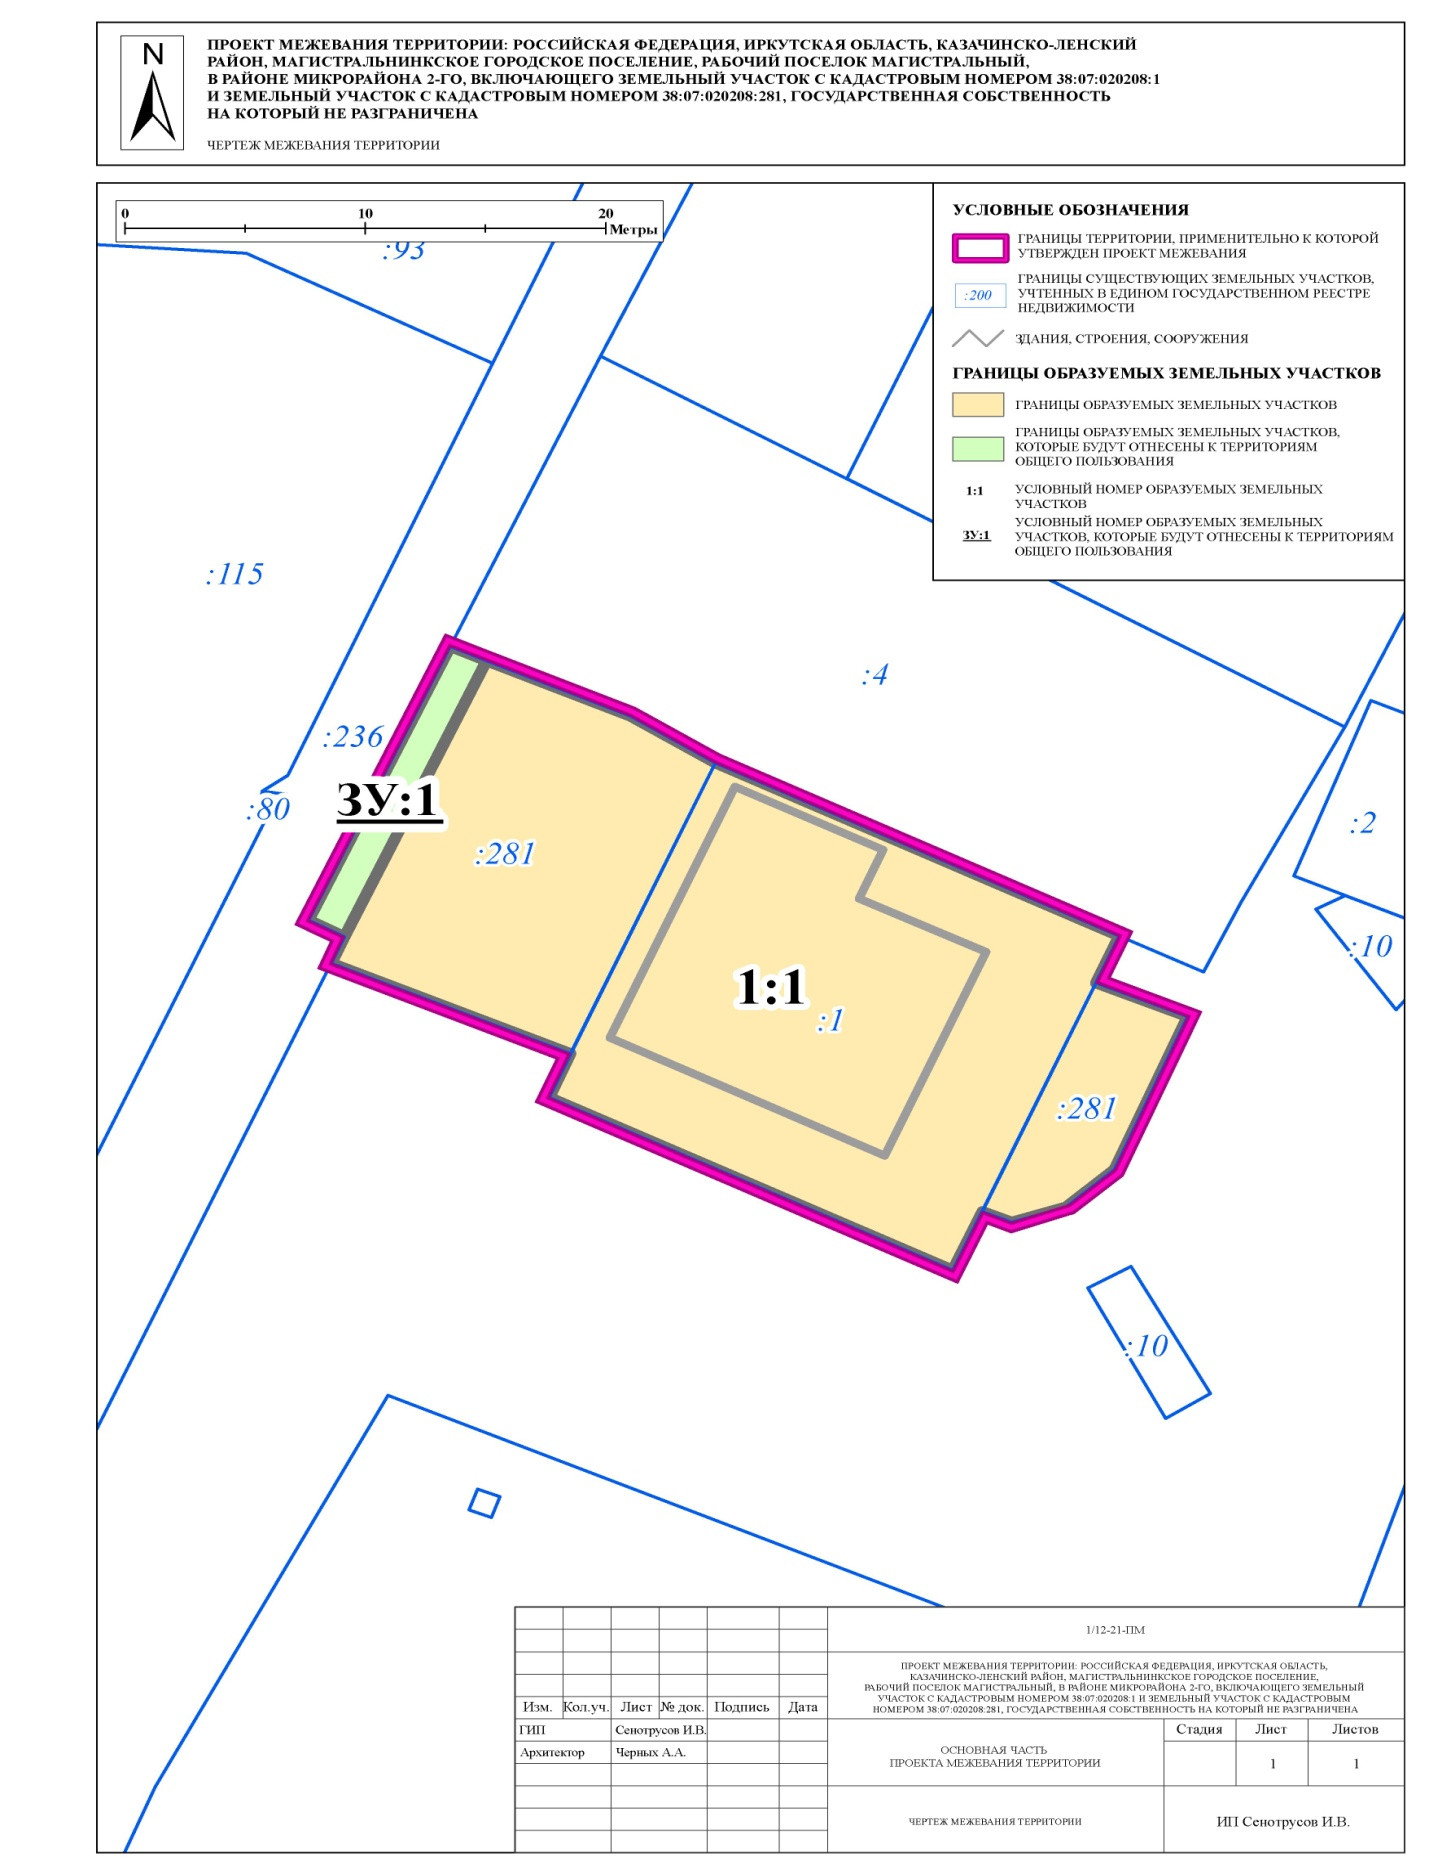 N
ПРОЕКТ МЕЖЕВАНИЯ ТЕРРИТОРИИ: РОССИЙСКАЯ ФЕДЕРАЦИЯ, ИРКУТСКАЯ ОБЛАСТЬ, КАЗАЧИНСКО-ЛЕНСКИЙ
РАЙОН, МАГИСТРАЛЬНИНКСКОЕ ГОРОДСКОЕ ПОСЕЛЕНИЕ, РАБОЧИЙ ПОСЕЛОК МАГИСТРАЛЬНЫЙ,
В РАЙОНЕ МИКРОРАЙОНА 2-ГО, ВКЛЮЧАЮЩЕГО ЗЕМЕЛЬНЫЙ УЧАСТОК С КАДАСТРОВЫМ НОМЕРОМ 38:07:020208:1
И ЗЕМЕЛЬНЫЙ УЧАСТОК С КАДАСТРОВЫМ НОМЕРОМ 38:07:020208:281, ГОСУДАРСТВЕННАЯ СОБСТВЕННОСТЬ
НА КОТОРЫЙ НЕ РАЗГРАНИЧЕНА
ЧЕРТЕЖ МЕЖЕВАНИЯ ТЕРРИТОРИИ
0 10 20
Метры
:93
УСЛОВНЫЕ ОБОЗНАЧЕНИЯ
ГРАНИЦЫ ТЕРРИТОРИИ, ПРИМЕНИТЕЛЬНО К КОТОРОЙ
УТВЕРЖДЕН ПРОЕКТ МЕЖЕВАНИЯ
:200
ГРАНИЦЫ СУЩЕСТВУЮЩИХ ЗЕМЕЛЬНЫХ УЧАСТКОВ,
УЧТЕННЫХ В ЕДИНОМ ГОСУДАРСТВЕННОМ РЕЕСТРЕ
НЕДВИЖИМОСТИ
ЗДАНИЯ, СТРОЕНИЯ, СООРУЖЕНИЯ
ГРАНИЦЫ ОБРАЗУЕМЫХ ЗЕМЕЛЬНЫХ УЧАСТКОВ
ГРАНИЦЫ ОБРАЗУЕМЫХ ЗЕМЕЛЬНЫХ УЧАСТКОВ
ГРАНИЦЫ ОБРАЗУЕМЫХ ЗЕМЕЛЬНЫХ УЧАСТКОВ,
КОТОРЫЕ БУДУТ ОТНЕСЕНЫ К ТЕРРИТОРИЯМ
ОБЩЕГО ПОЛЬЗОВАНИЯ
1:1
УСЛОВНЫЙ НОМЕР ОБРАЗУЕМЫХ ЗЕМЕЛЬНЫХ
УЧАСТКОВ
ЗУ:1
УСЛОВНЫЙ НОМЕР ОБРАЗУЕМЫХ ЗЕМЕЛЬНЫХ
УЧАСТКОВ, КОТОРЫЕ БУДУТ ОТНЕСЕНЫ К ТЕРРИТОРИЯМ
ОБЩЕГО ПОЛЬЗОВАНИЯ
:115
:4
:236
ЗУ:1
:80
:2
:281
:10
1:1
:1
:281
:10
1/12-21-ПМ
ПРОЕКТ МЕЖЕВАНИЯ ТЕРРИТОРИИ: РОССИЙСКАЯ ФЕДЕРАЦИЯ, ИРКУТСКАЯ ОБЛАСТЬ,
КАЗАЧИНСКО-ЛЕНСКИЙ РАЙОН, МАГИСТРАЛЬНИНКСКОЕ ГОРОДСКОЕ ПОСЕЛЕНИЕ,
РАБОЧИЙ ПОСЕЛОК МАГИСТРАЛЬНЫЙ, В РАЙОНЕ МИКРОРАЙОНА 2-ГО, ВКЛЮЧАЮЩЕГО ЗЕМЕЛЬНЫЙ
УЧАСТОК С КАДАСТРОВЫМ НОМЕРОМ 38:07:020208:1 И ЗЕМЕЛЬНЫЙ УЧАСТОК С КАДАСТРОВЫМ
НОМЕРОМ 38:07:020208:281, ГОСУДАРСТВЕННАЯ СОБСТВЕННОСТЬ НА КОТОРЫЙ НЕ РАЗГРАНИЧЕНА
Изм. Кол.уч. Лист № док. Подпись Дата
ГИП Сенотрусов И.В.
Архитектор Черных А.А.
ОСНОВНАЯ ЧАСТЬ
ПРОЕКТА МЕЖЕВАНИЯ ТЕРРИТОРИИ
Стадия Лист Листов
1 1
ЧЕРТЕЖ МЕЖЕВАНИЯ ТЕРРИТОРИИ
ИП Сенотрусов И.В.